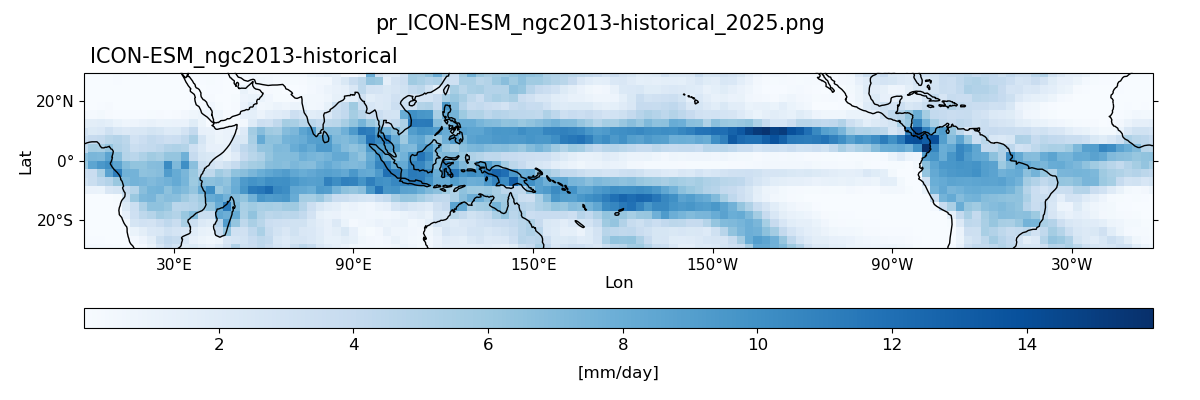 pr_ICON-ESM_ngc2013-historical_2025.png
ICON-ESM_ngc2013-historical
20°N
0°
20°S
Lat
30°E 90°E 150°E 150°W 90°W 30°W
Lon
2 4 6 8 10 12 14
[mm/day]